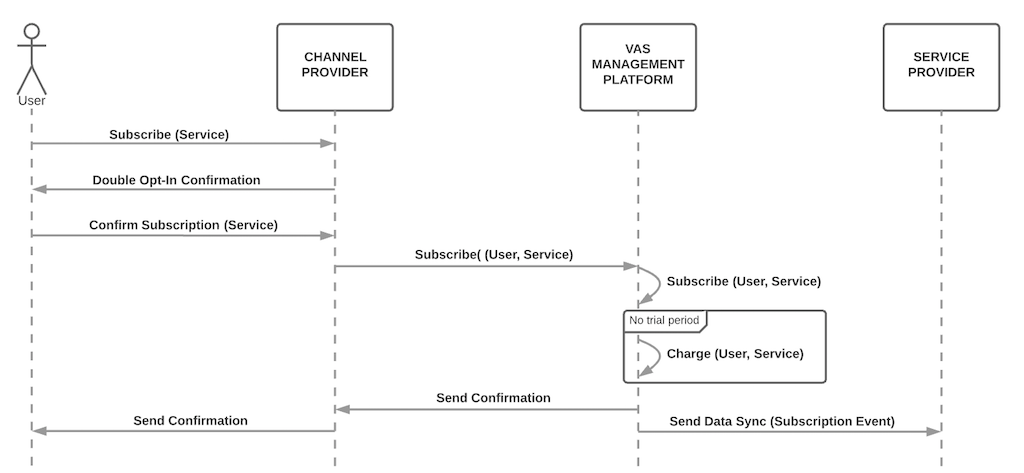 User
CHANNEL
PROVIDER
VAS
MANAGEMENT
PLATFORM
SERVICE
PROVIDER
Subscribe (Service)
Double Opt-In Confirmation
Confirm Subscription (Service)
Subscribe( (User, Service)
Subscribe (User, Service)
No trial period
Charge (User, Service)
Send Confirmation
Send Confirmation
Send Data Sync (Subscription Event)